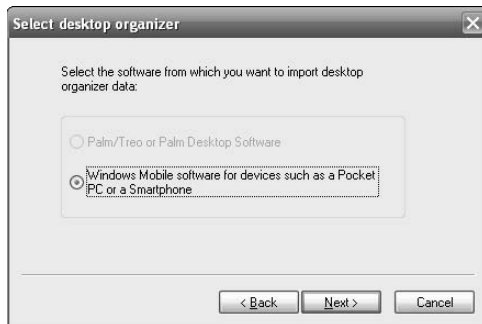 Select desktop organizer
Select the software from which you want to import desktop
organizer data:
Palm/Treo or Palm Desktop Software
Windows Mobile software for devices such as a Pocket
PC or a Smartphone
< Back
Next >
Cancel